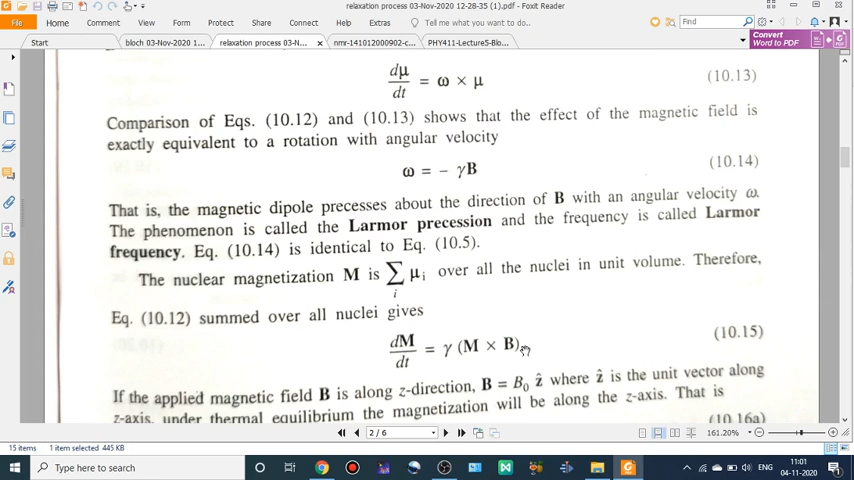 relaxation process 03-Nov-2020 12-28-35 (1).pdf - Foxit Reader
File
Home
Comment
View
Form
Protect
Share
Connect
Help
Extras
Tell me what you want to do...
Find
Start
bloch 03-Nov-2020 1...
relaxation process 03-N...
nmr-141012000902-c...
PHY411-Lecture5-Blo...
Convert
Word to PDF
dμ/dt = ω × μ (10.13)
Comparison of Eqs. (10.12) and (10.13) shows that the effect of the magnetic field is
exactly equivalent to a rotation with angular velocity
ω = − γB (10.14)
That is, the magnetic dipole precesses about the direction of B with an angular velocity ω.
The phenomenon is called the Larmor precession and the frequency is called Larmor
frequency. Eq. (10.14) is identical to Eq. (10.5).
The nuclear magnetization M is ∑ μi over all the nuclei in unit volume. Therefore,
i
Eq. (10.12) summed over all nuclei gives
dM/dt = γ (M × B) (10.15)
If the applied magnetic field B is along z-direction, B = B0 ẑ where ẑ is the unit vector along
z-axis, under thermal equilibrium the magnetization will be along the z-axis. That is
(10.16a)
2 / 6
161.20%
15 items
1 item selected 445 KB
Type here to search
ENG
11:01
04-11-2020